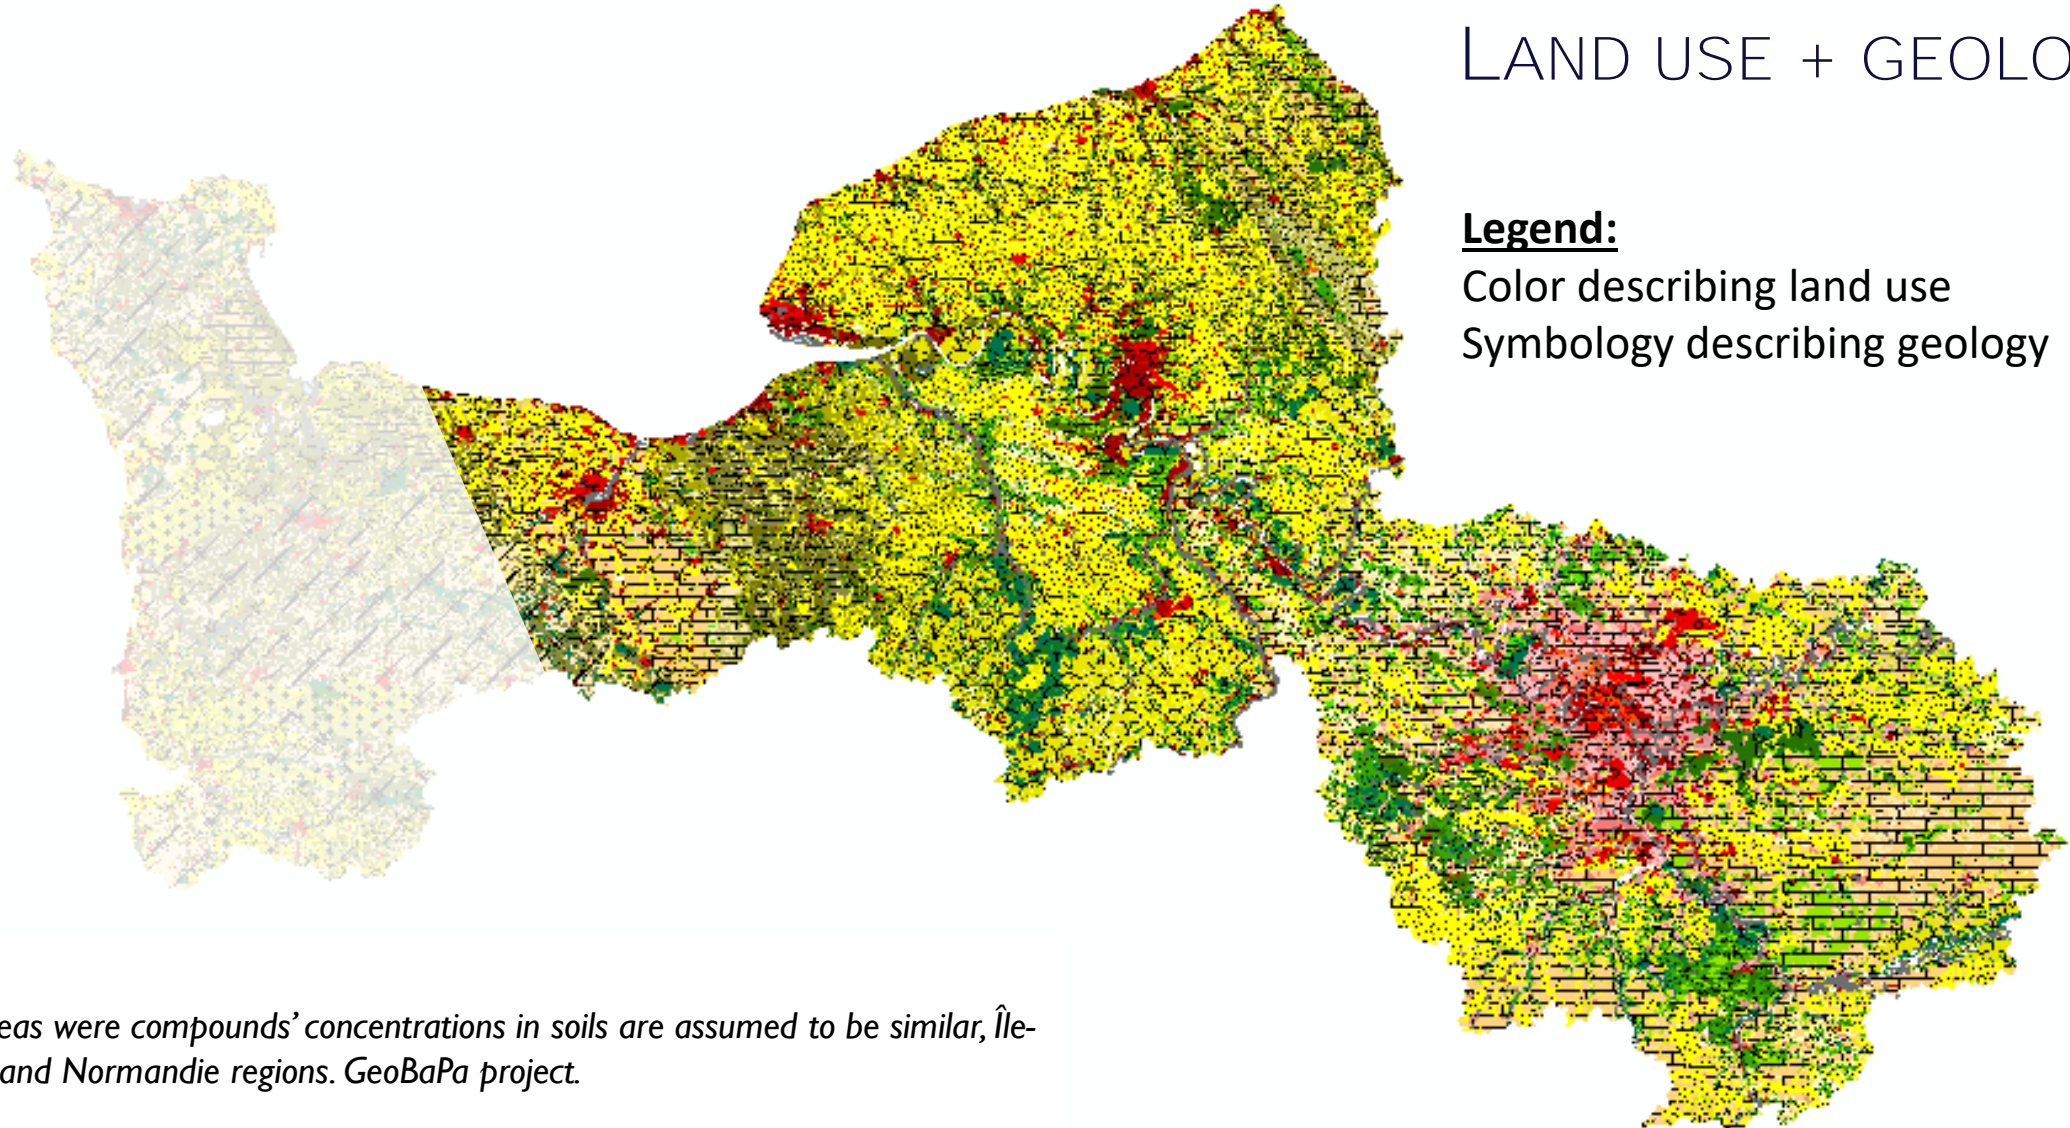 LAND USE + GEOLO
Legend:
Color describing land use
Symbology describing geology
eas were compounds’ concentrations in soils are assumed to be similar, Île-
and Normandie regions. GeoBaPa project.